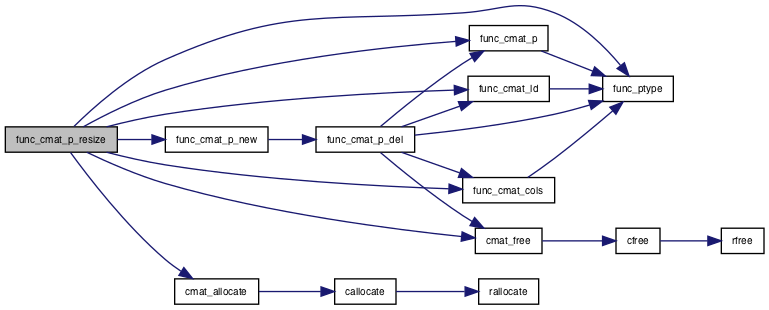 func_cmat_p
func_cmat_ld
func_ptype
func_cmat_p_resize
func_cmat_p_new
func_cmat_p_del
func_cmat_cols
cmat_free
cfree
rfree
cmat_allocate
callocate
rallocate